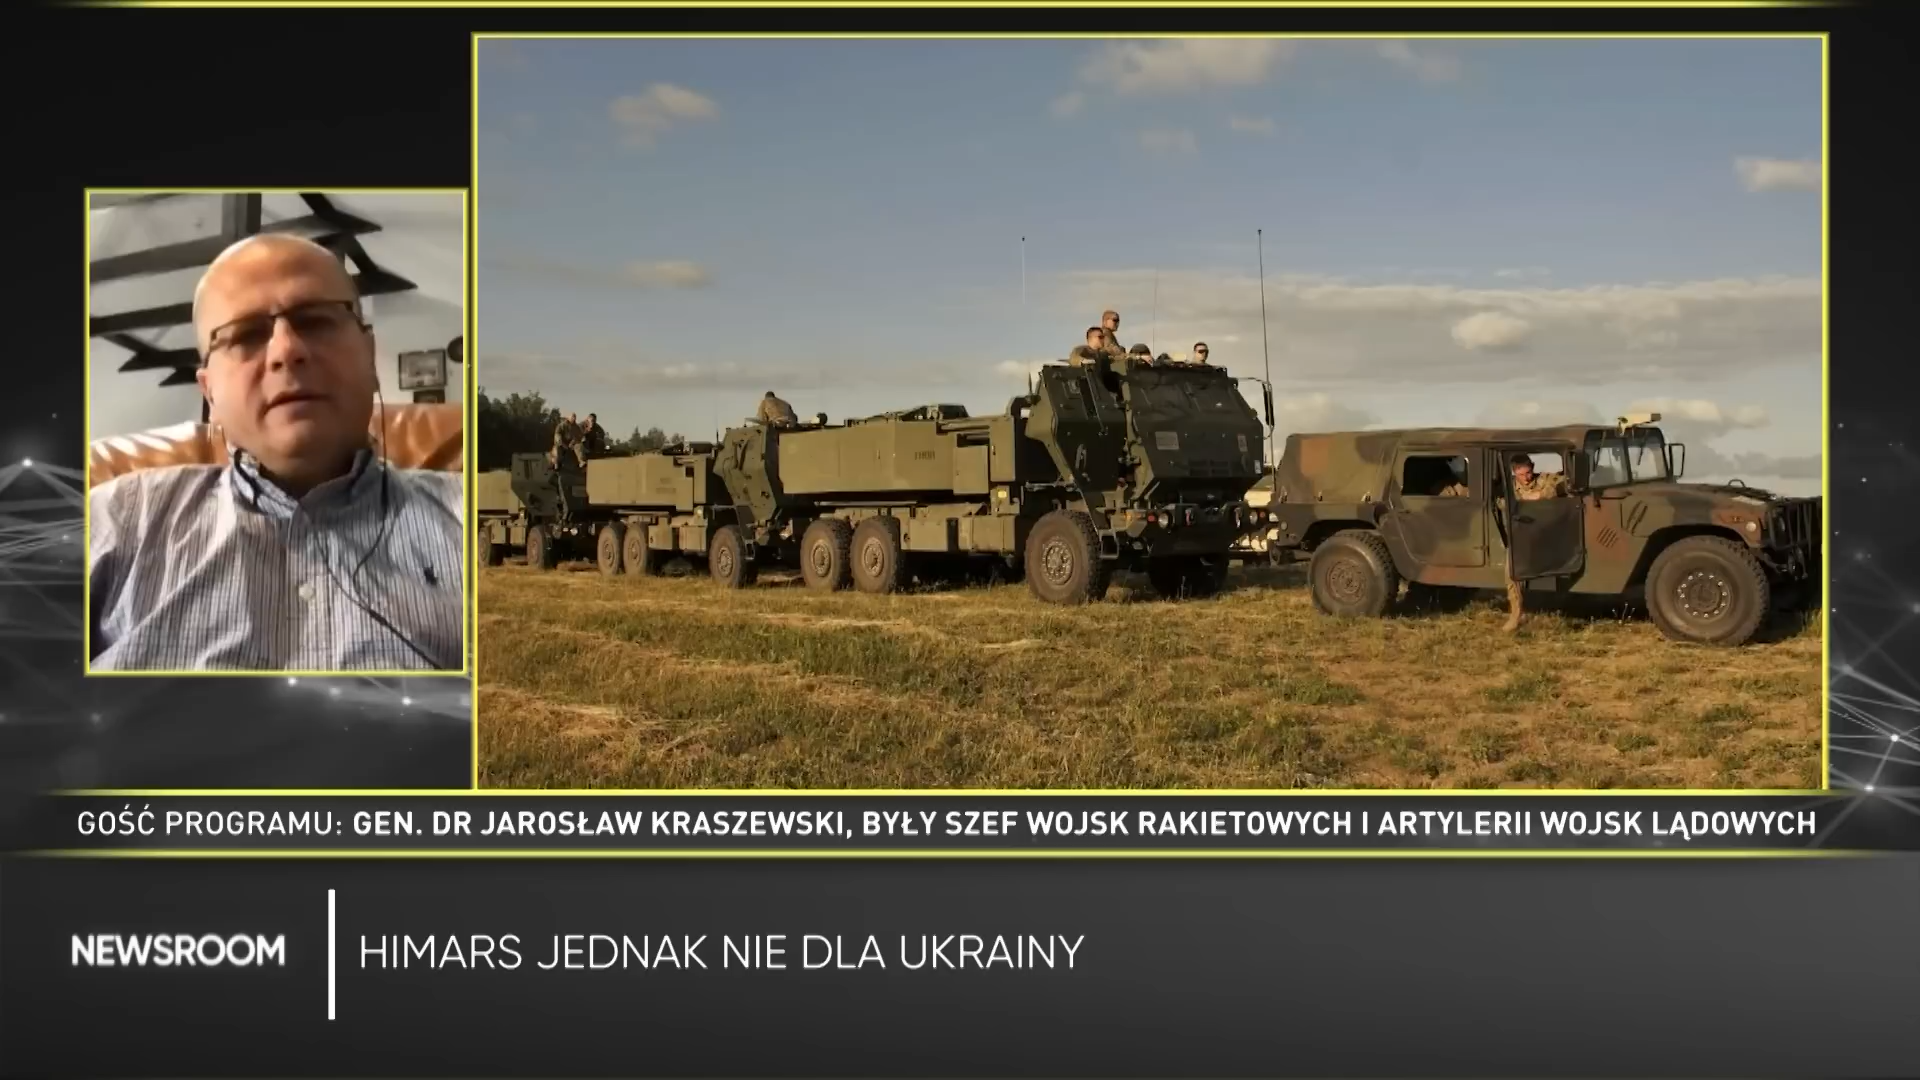 GOŚĆ PROGRAMU: GEN. DR JAROSŁAW KRASZEWSKI, BYŁY SZEF WOJSK RAKIETOWYCH I ARTYLERII WOJSK LĄDOWYCH
NEWSROOM
HIMARS JEDNAK NIE DLA UKRAINY